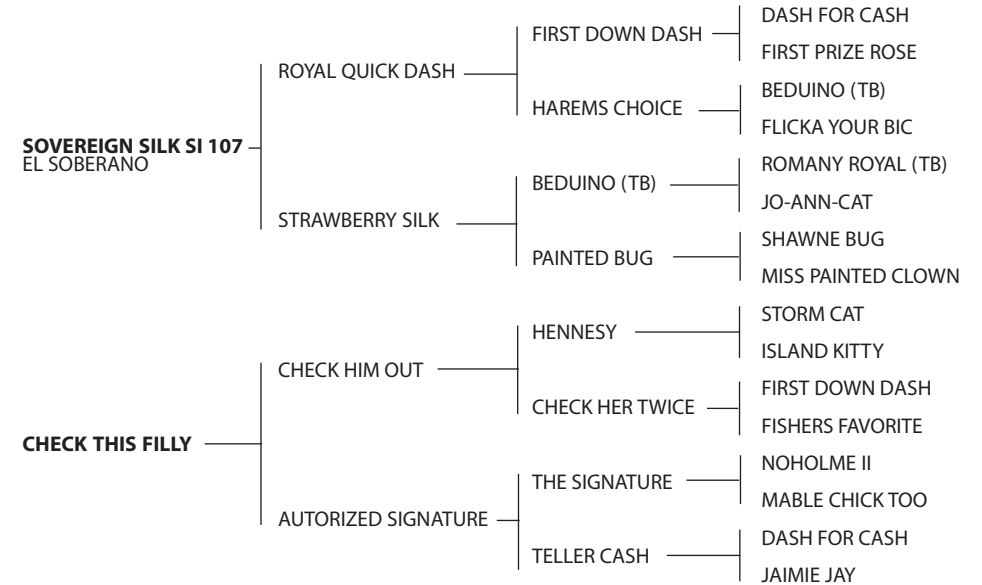 DASH FOR CASH
FIRST DOWN DASH
FIRST PRIZE ROSE
ROYAL QUICK DASH
BEDUINO (TB)
HAREMS CHOICE
FLICKA YOUR BIC
SOVEREIGN SILK SI 107
EL SOBERANO
ROMANY ROYAL (TB)
BEDUINO (TB)
JO-ANN-CAT
STRAWBERRY SILK
SHAWNE BUG
PAINTED BUG
MISS PAINTED CLOWN
STORM CAT
HENNESY
ISLAND KITTY
CHECK HIM OUT
FIRST DOWN DASH
CHECK HER TWICE
FISHERS FAVORITE
CHECK THIS FILLY
NOHOLME II
THE SIGNATURE
MABLE CHICK TOO
AUTORIZED SIGNATURE
DASH FOR CASH
TELLER CASH
JAIMIE JAY